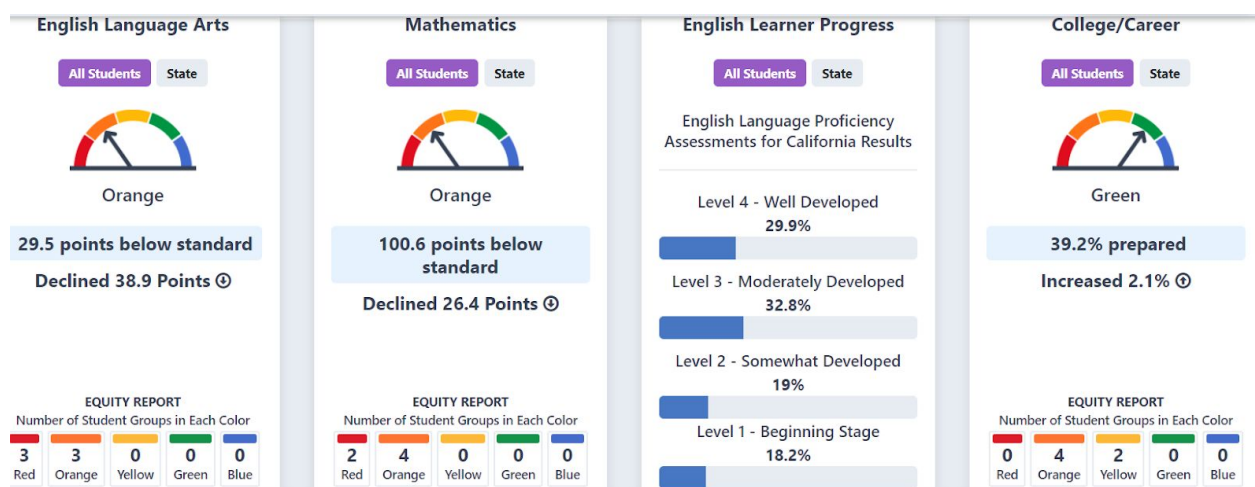 English Language Arts
All Students State
Orange
29.5 points below standard
Declined 38.9 Points
EQUITY REPORT
Number of Student Groups in Each Color
3 3 0 0 0
Red Orange Yellow Green Blue
Mathematics
All Students State
Orange
100.6 points below
standard
Declined 26.4 Points
EQUITY REPORT
Number of Student Groups in Each Color
2 4 0 0 0
Red Orange Yellow Green Blue
English Learner Progress
All Students State
English Language Proficiency
Assessments for California Results
Level 4 - Well Developed
29.9%
Level 3 - Moderately Developed
32.8%
Level 2 - Somewhat Developed
19%
Level 1 - Beginning Stage
18.2%
College/Career
All Students State
Green
39.2% prepared
Increased 2.1%
EQUITY REPORT
Number of Student Groups in Each Color
0 4 2 0 0
Red Orange Yellow Green Blue